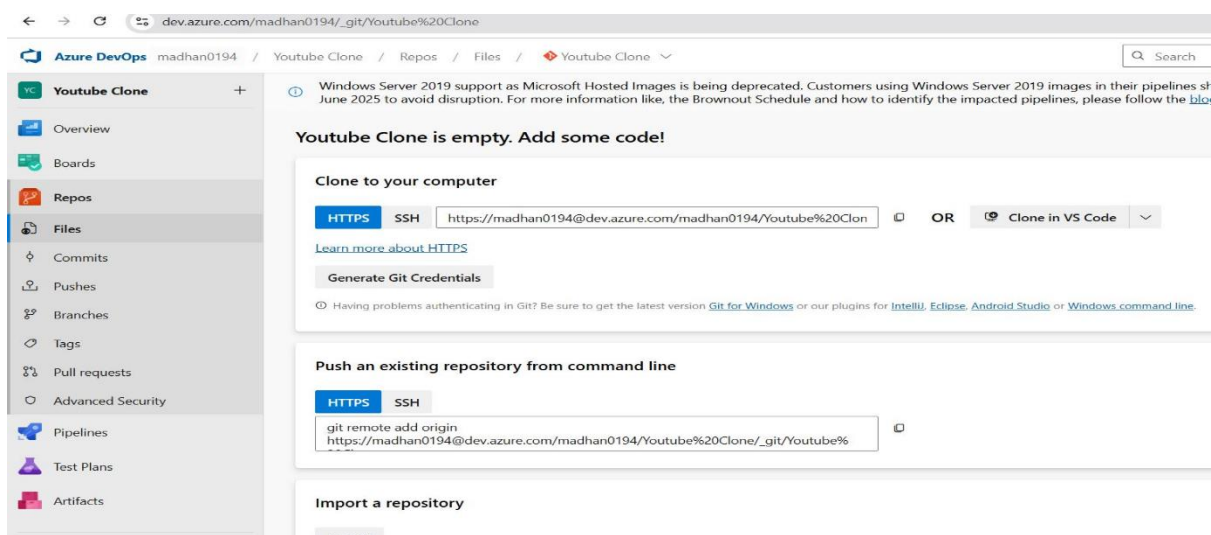 dev.azure.com/madhan0194/_git/Youtube%20Clone
Azure DevOps madhan0194 / Youtube Clone / Repos / Files / Youtube Clone
Search
YC Youtube Clone +
Windows Server 2019 support as Microsoft Hosted Images is being deprecated. Customers using Windows Server 2019 images in their pipelines sh
June 2025 to avoid disruption. For more information like, the Brownout Schedule and how to identify the impacted pipelines, please follow the blo
Overview
Boards
Repos
Files
Commits
Pushes
Branches
Tags
Pull requests
Advanced Security
Pipelines
Test Plans
Artifacts
Youtube Clone is empty. Add some code!
Clone to your computer
HTTPS SSH https://madhan0194@dev.azure.com/madhan0194/Youtube%20Clon OR Clone in VS Code
Learn more about HTTPS
Generate Git Credentials
Having problems authenticating in Git? Be sure to get the latest version Git for Windows or our plugins for IntelliJ, Eclipse, Android Studio or Windows command line.
Push an existing repository from command line
HTTPS SSH
git remote add origin
https://madhan0194@dev.azure.com/madhan0194/Youtube%20Clone/_git/Youtube%
Import a repository